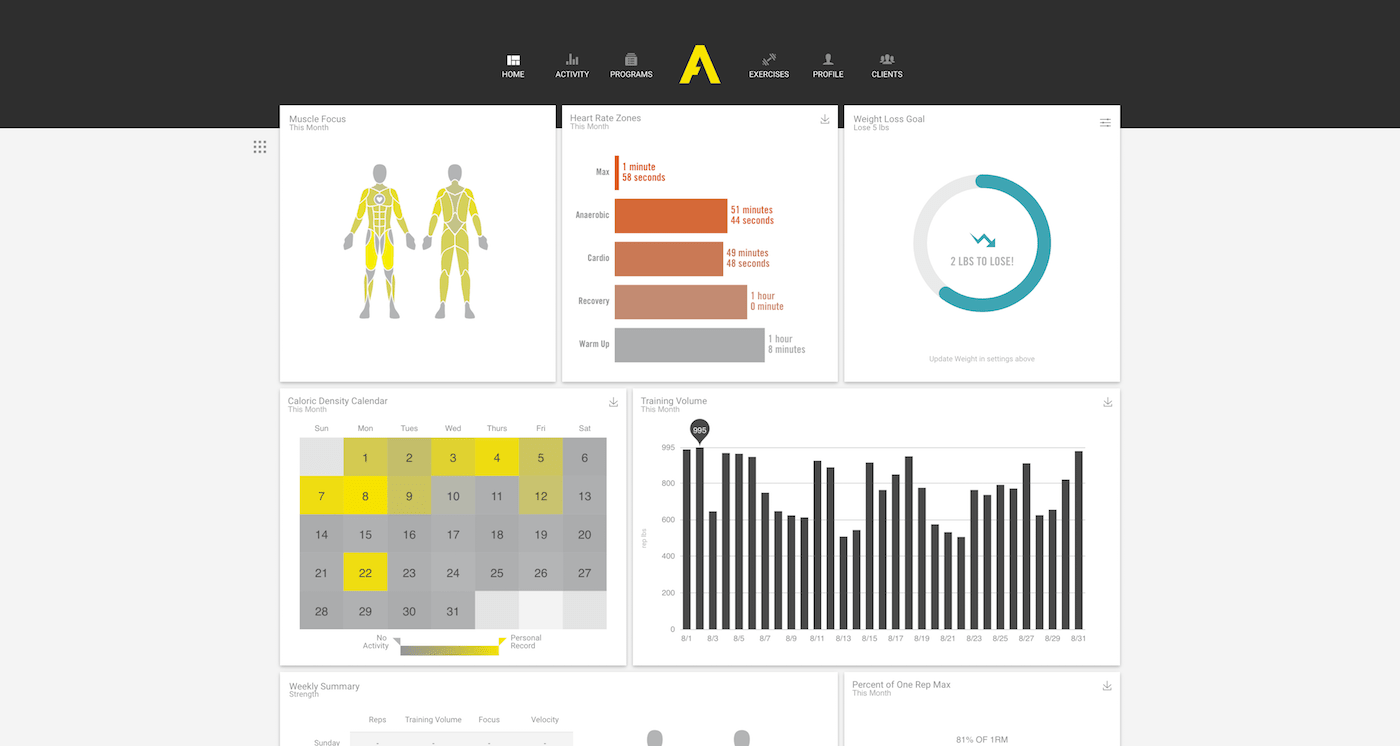 HOME
ACTIVITY
PROGRAMS
A
EXERCISES
PROFILE
CLIENTS
Muscle Focus
This Month
Heart Rate Zones
This Month
Max
1 minute
58 seconds
Anaerobic
51 minutes
44 seconds
Cardio
49 minutes
48 seconds
Recovery
1 hour
0 minute
Warm Up
1 hour
8 minutes
Weight Loss Goal
Lose 5 lbs
2 LBS TO LOSE!
Update Weight in settings above
Caloric Density Calendar
This Month
Sun Mon Tues Wed Thurs Fri Sat
1 2 3 4 5 6
7 8 9 10 11 12 13
14 15 16 17 18 19 20
21 22 23 24 25 26 27
28 29 30 31
No
Activity
Personal
Record
Training Volume
This Month
995
995
800
600
400
200
0
rep lbs
8/1 8/3 8/5 8/7 8/9 8/11 8/13 8/15 8/17 8/19 8/21 8/23 8/25 8/27 8/29 8/31
Weekly Summary
Strength
Reps Training Volume Focus Velocity
Sunday - - - -
Percent of One Rep Max
This Month
81% OF 1RM